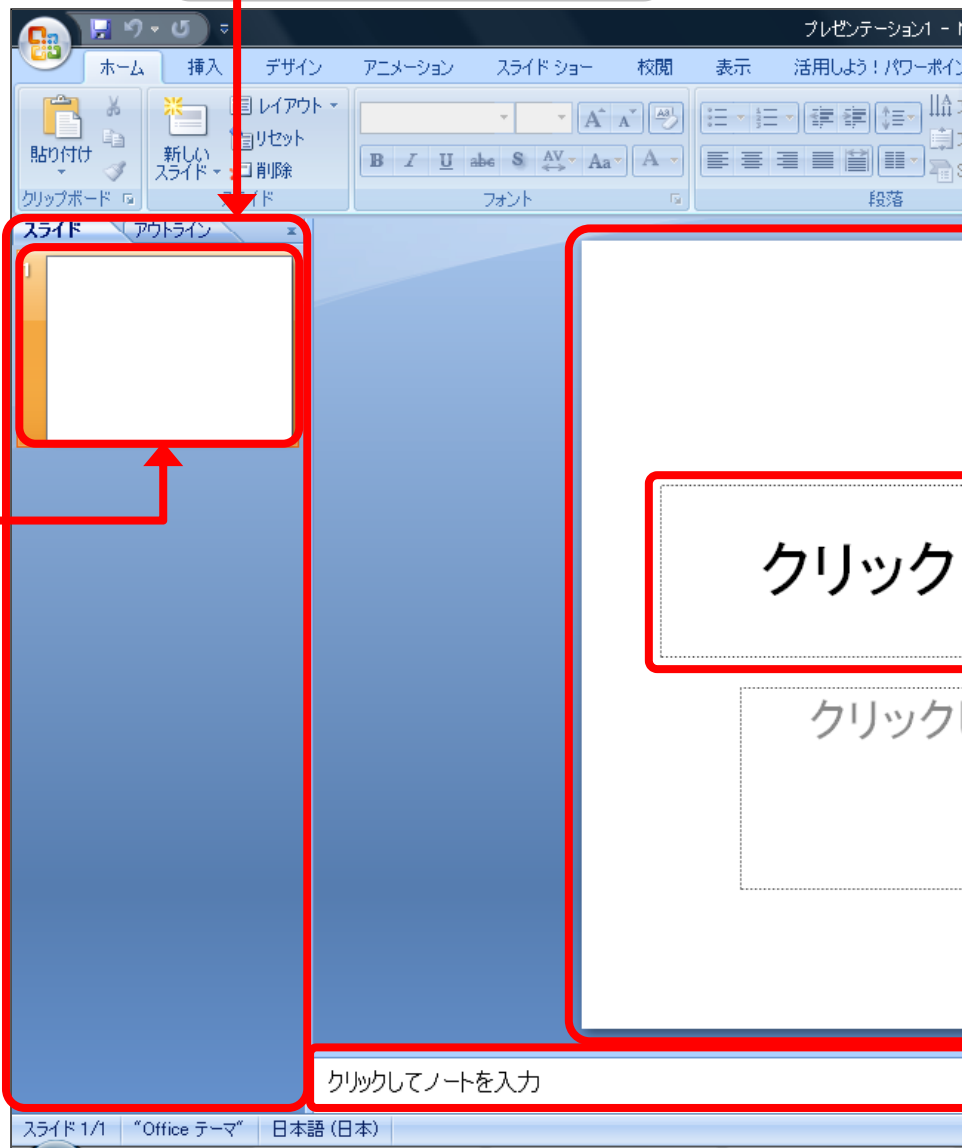 プレゼンテーション1 -
ホーム 挿入 デザイン アニメーション スライド ショー 校閲 表示 活用しよう！パワーポイン
貼り付け
新しい
スライド
レイアウト
リセット
削除
B I U abc S AV Aa A
クリップボード
フォント
段落
スライド アウトライン
1
クリック
クリック
クリックしてノートを入力
スライド 1/1 "Office テーマ" 日本語 (日本)